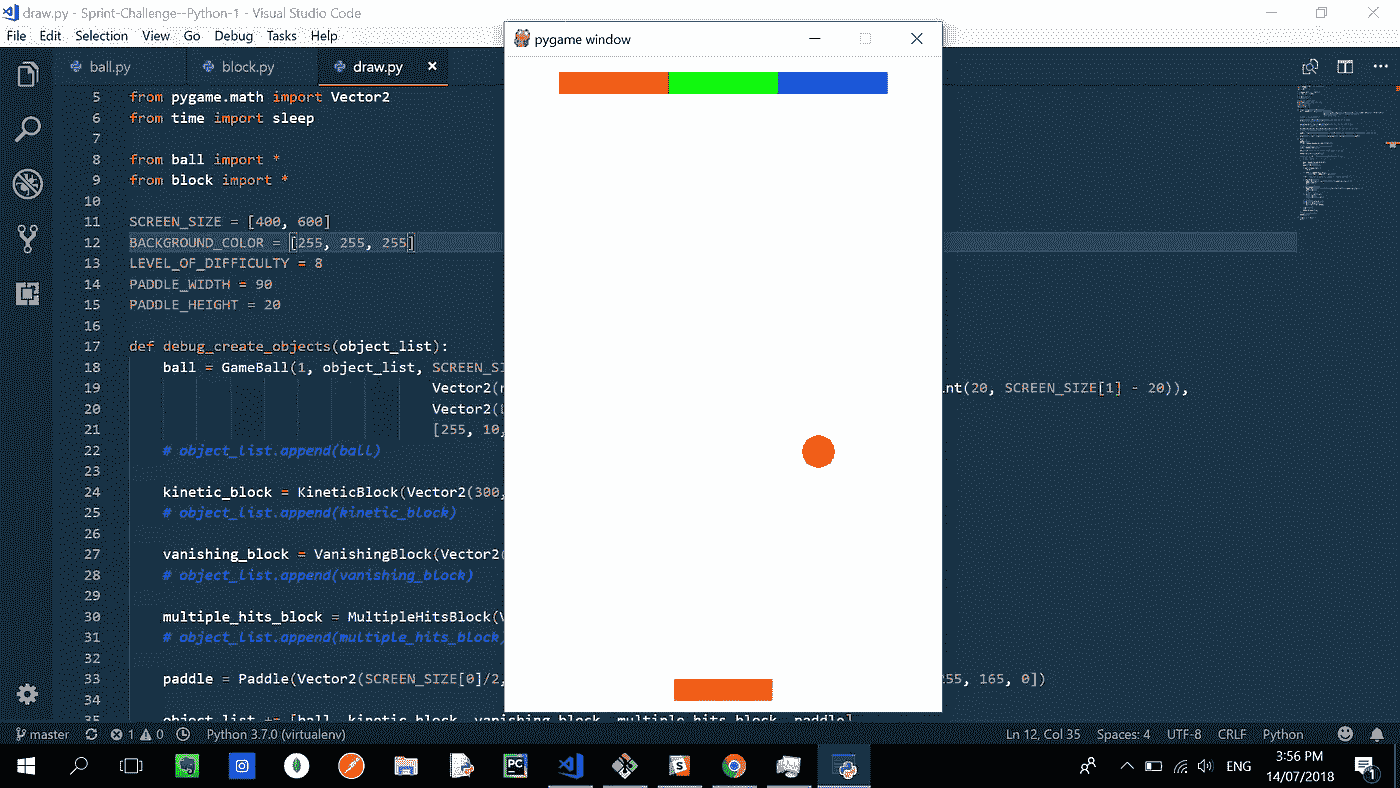 draw.py - Sprint-Challenge--Python-1 - Visual Studio Code
File Edit Selection View Go Debug Tasks Help
pygame window
ball.py block.py draw.py
5 from pygame.math import Vector2
6 from time import sleep
7
8 from ball import *
9 from block import *
10
11 SCREEN_SIZE = [400, 600]
12 BACKGROUND_COLOR = [255, 255, 255]
13 LEVEL_OF_DIFFICULTY = 8
14 PADDLE_WIDTH = 90
15 PADDLE_HEIGHT = 20
16
17 def debug_create_objects(object_list):
18 ball = GameBall(1, object_list, SCREEN_SI
19 Vector2(r nt(20, SCREEN_SIZE[1] - 20)),
20 Vector2(
21 [255, 10,
22 # object_list.append(ball)
23
24 kinetic_block = KineticBlock(Vector2(300,
25 # object_list.append(kinetic_block)
26
27 vanishing_block = VanishingBlock(Vector2(
28 # object_list.append(vanishing_block)
29
30 multiple_hits_block = MultipleHitsBlock(V
31 # object_list.append(multiple_hits_block)
32
33 paddle = Paddle(Vector2(SCREEN_SIZE[0]/2, 55, 165, 0])
34
35 object_list += [ball, kinetic_block, vanishing_block, multiple_hits_block, paddle]
master 1 0 Python 3.7.0 (virtualenv) Ln 12, Col 35 Spaces: 4 UTF-8 CRLF Python
PC S ENG 3:56 PM
14/07/2018 1